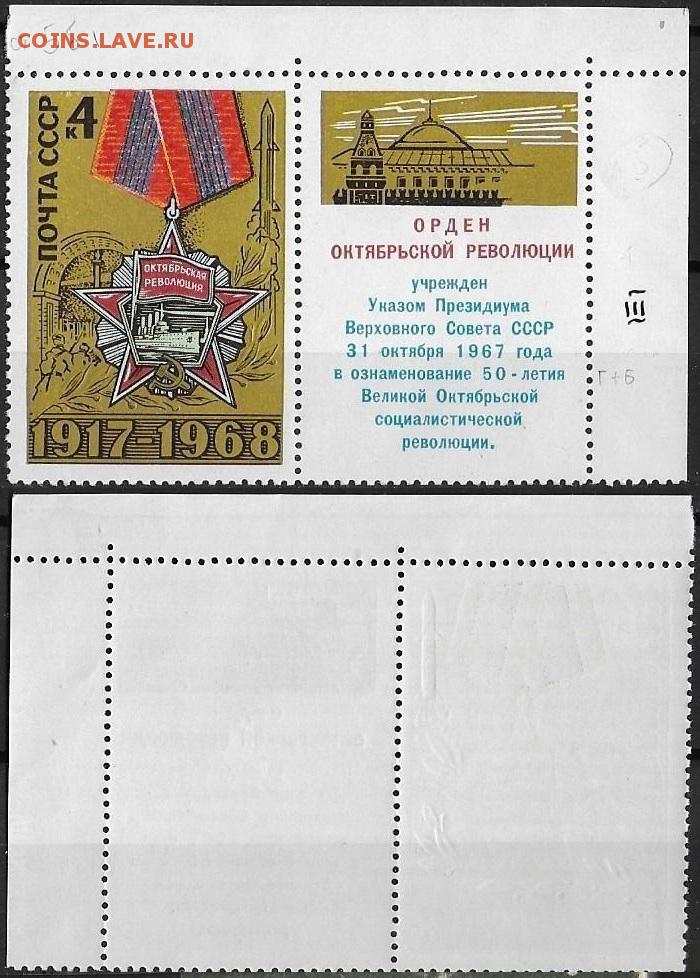 COINS.LAVE.RU
4 к
ПОЧТА СССР
ОКТЯБРЬСКАЯ
РЕВОЛЮЦИЯ
1917-1968
ОРДЕН
ОКТЯБРЬСКОЙ РЕВОЛЮЦИИ
учрежден
Указом Президиума
Верховного Совета СССР
31 октября 1967 года
в ознаменование 50-летия
Великой Октябрьской
социалистической
революции.
III
Г+Б